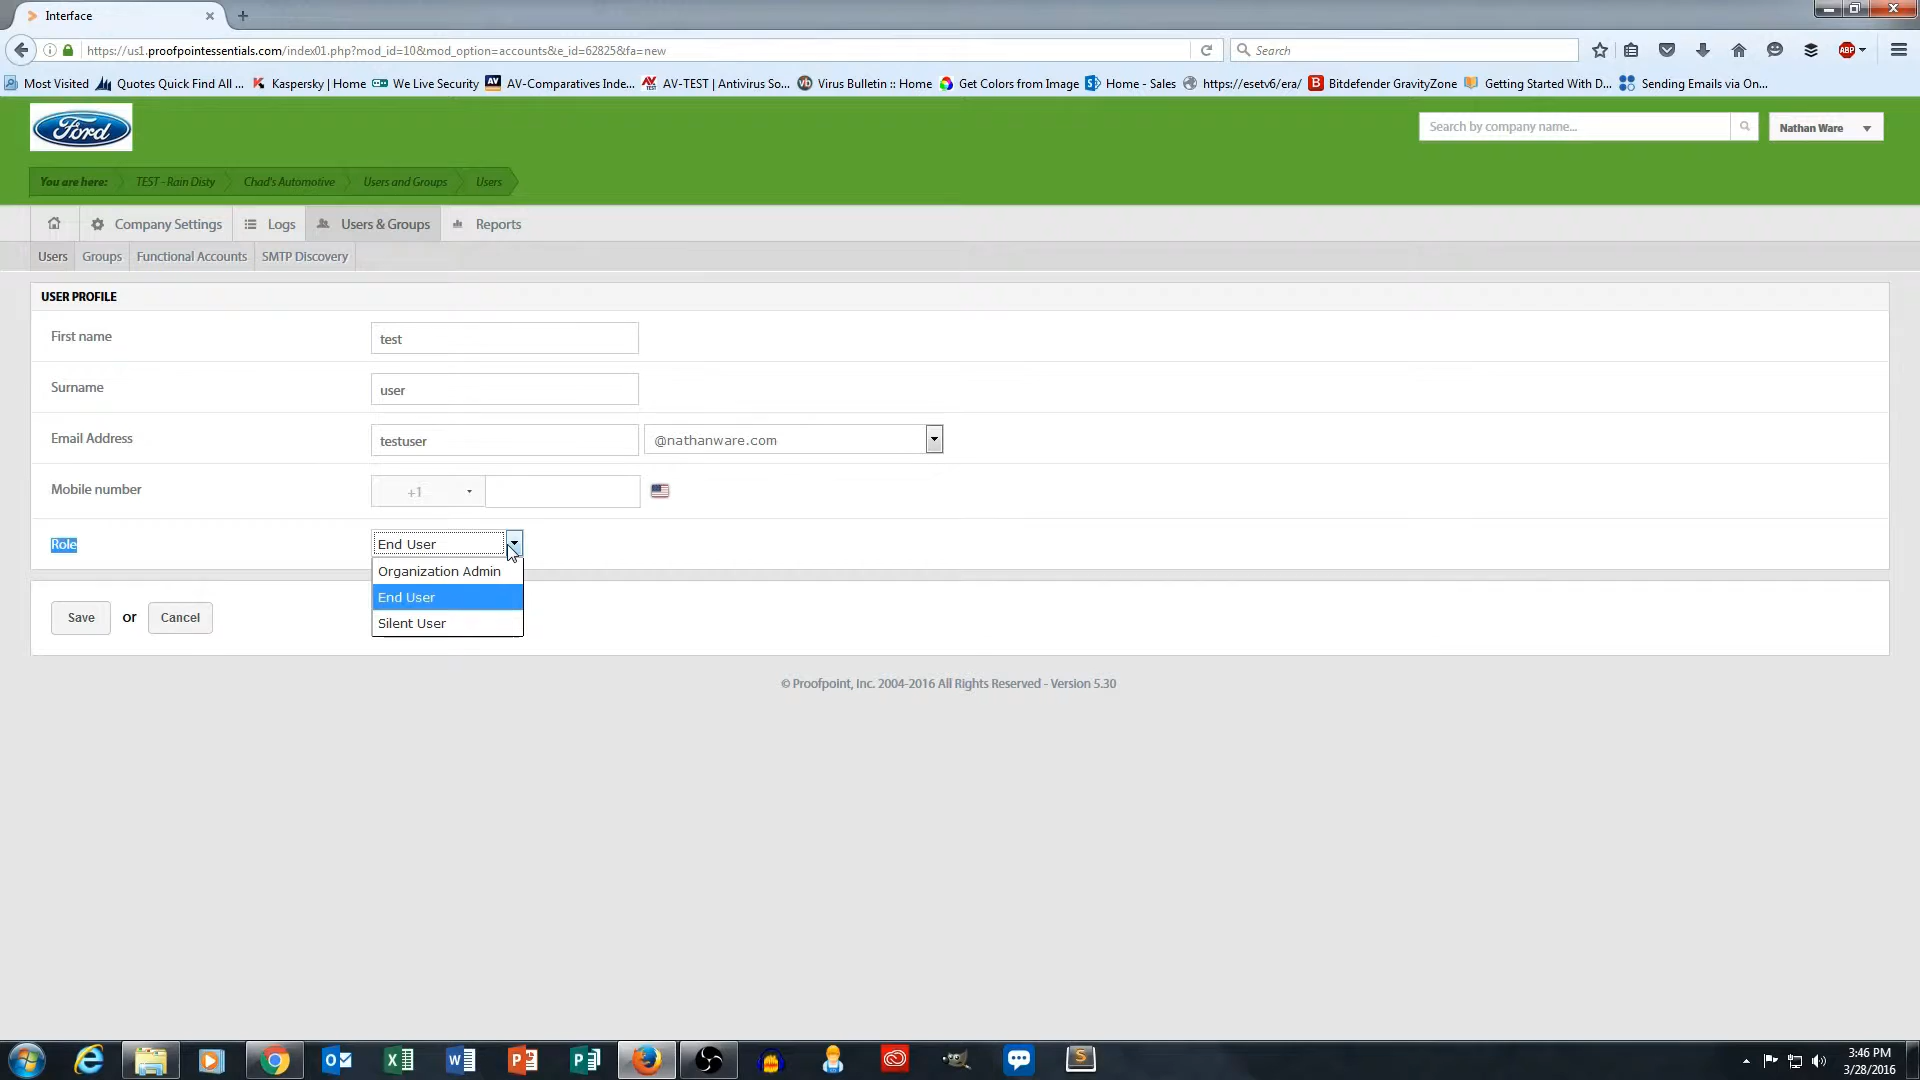 Interface
https://us1.proofpointessentials.com/index01.php?mod_id=10&mod_option=accounts&e_id=62825&fa=new
Search
ABP
Most Visited
Quotes Quick Find All ...
Kaspersky | Home
We Live Security
AV AV-Comparatives Inde...
AV-TEST | Antivirus So...
vb Virus Bulletin :: Home
Get Colors from Image
Home - Sales
https://esetv6/era/
B Bitdefender GravityZone
Getting Started With D...
Sending Emails via On...
Ford
Search by company name...
Nathan Ware
You are here: TEST - Rain Disty Chad's Automotive Users and Groups Users
Company Settings Logs Users & Groups Reports
Users Groups Functional Accounts SMTP Discovery
USER PROFILE
First name test
Surname user
Email Address testuser @nathanware.com
Mobile number +1
Role End User
Organization Admin
End User
Silent User
Save or Cancel
© Proofpoint, Inc. 2004-2016 All Rights Reserved - Version 5.30
3:46 PM
3/28/2016